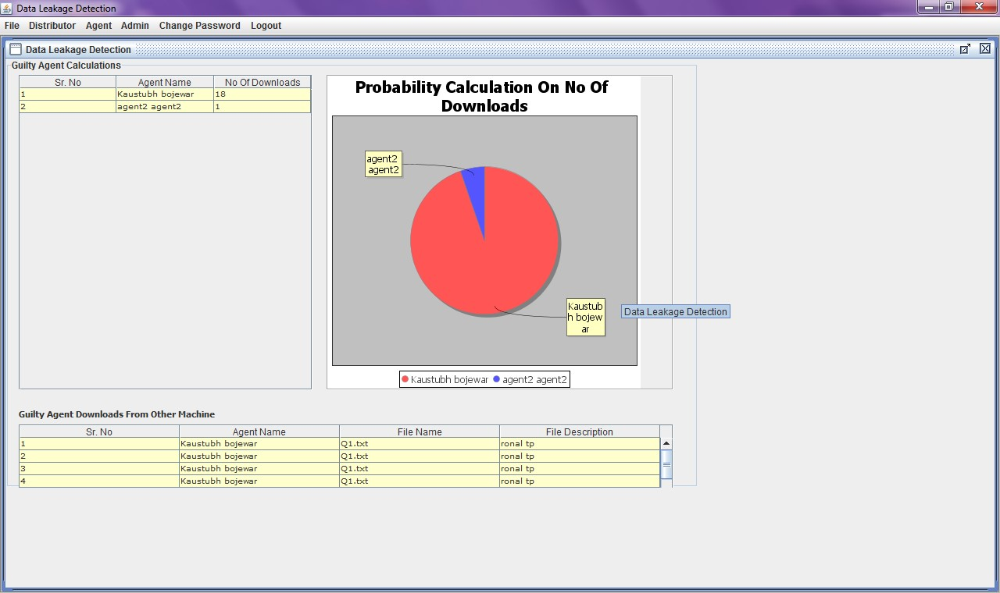 Data Leakage Detection
File Distributor Agent Admin Change Password Logout
Data Leakage Detection
Guilty Agent Calculations
Sr. No Agent Name No Of Downloads
1 Kaustubh bojewar 18
2 agent2 agent2 1
Probability Calculation On No Of
Downloads
agent2
agent2
Kaustub
h bojew
ar
Data Leakage Detection
Kaustubh bojewar agent2 agent2
Guilty Agent Downloads From Other Machine
Sr. No Agent Name File Name File Description
1 Kaustubh bojewar Q1.txt ronal tp
2 Kaustubh bojewar Q1.txt ronal tp
3 Kaustubh bojewar Q1.txt ronal tp
4 Kaustubh bojewar Q1.txt ronal tp